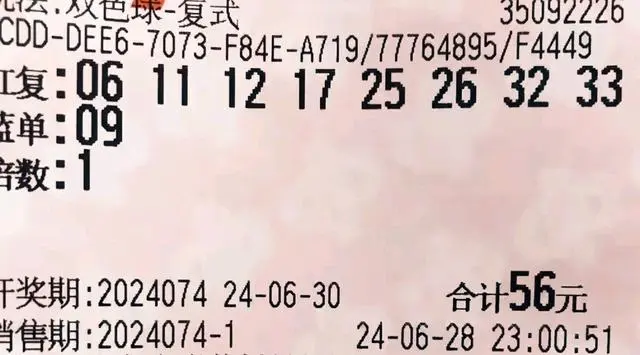 玩法:双色球-复式 35092226
CDD-DEE6-7073-F84E-A719/77764895/F4449
红复:06 11 12 17 25 26 32 33
蓝单:09
倍数:1
开奖期:2024074 24-06-30 合计56元
销售期:2024074-1 24-06-28 23:00:51